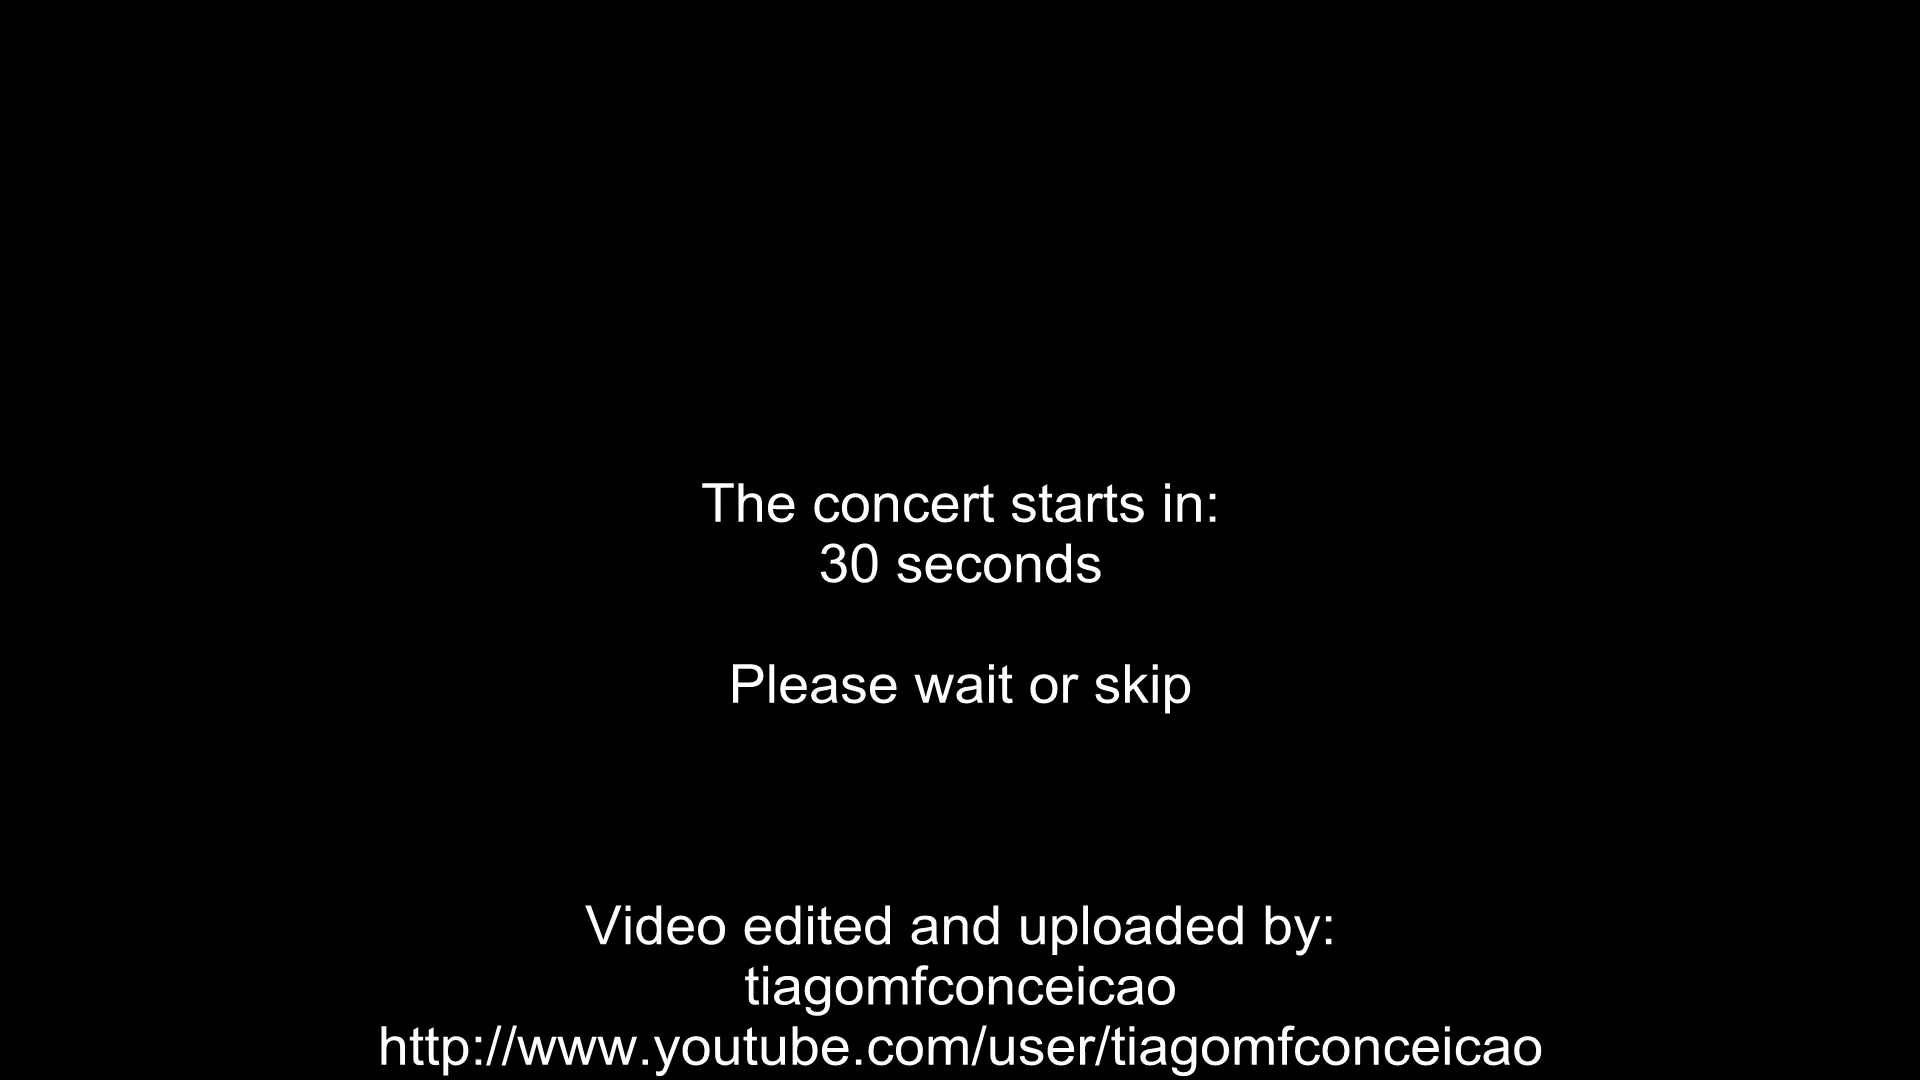 The concert starts in:
30 seconds
Please wait or skip
Video edited and uploaded by:
tiagomfconceicao
http://www.youtube.com/user/tiagomfconceicao